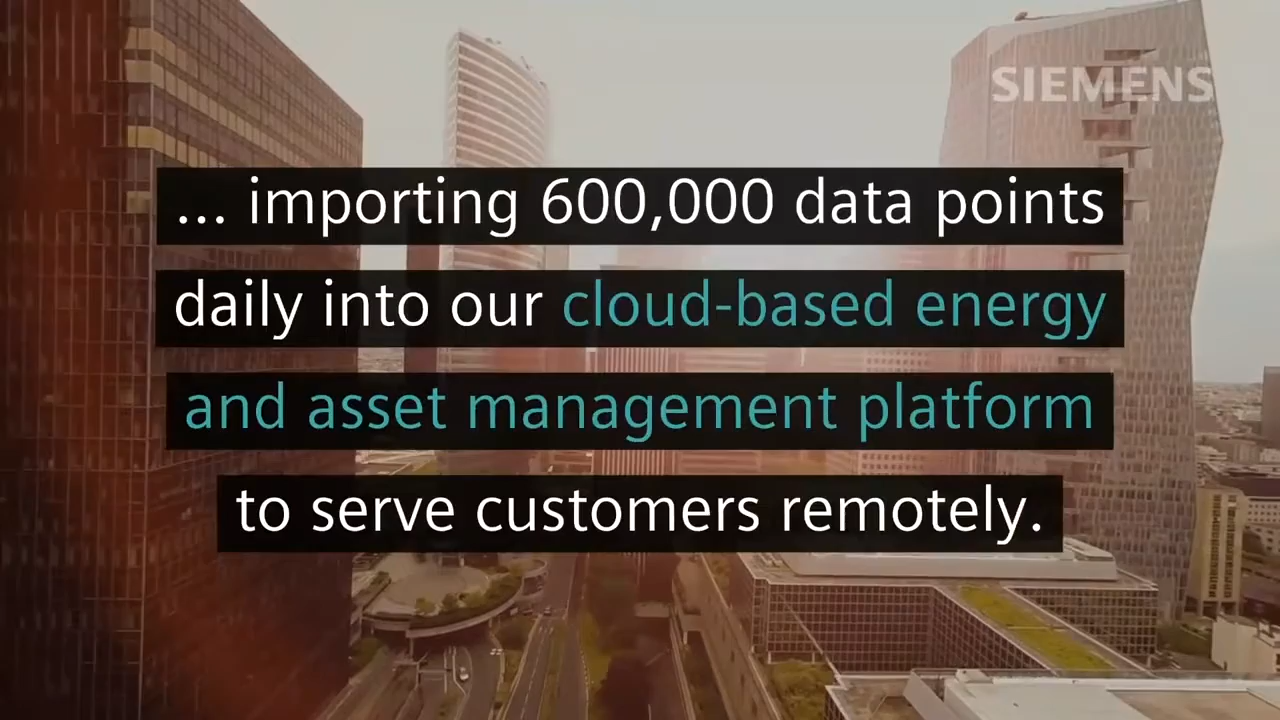 SIEMENS
... importing 600,000 data points
daily into our cloud-based energy
and asset management platform
to serve customers remotely.